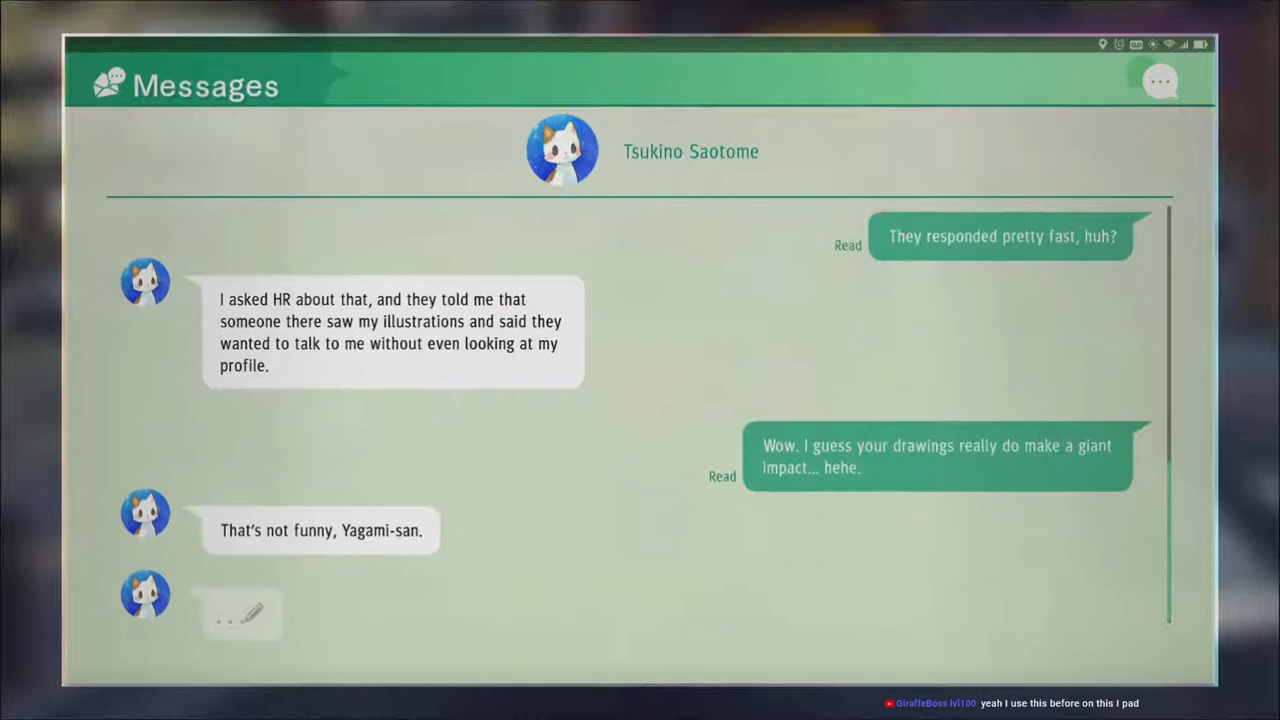 Messages
Tsukino Saotome
They responded pretty fast, huh?
Read
I asked HR about that, and they told me that
someone there saw my illustrations and said they
wanted to talk to me without even looking at my
profile.
Wow. I guess your drawings really do make a giant
impact... hehe.
Read
That's not funny, Yagami-san.
GiraffeBoss lvl100 yeah I use this before on this I pad